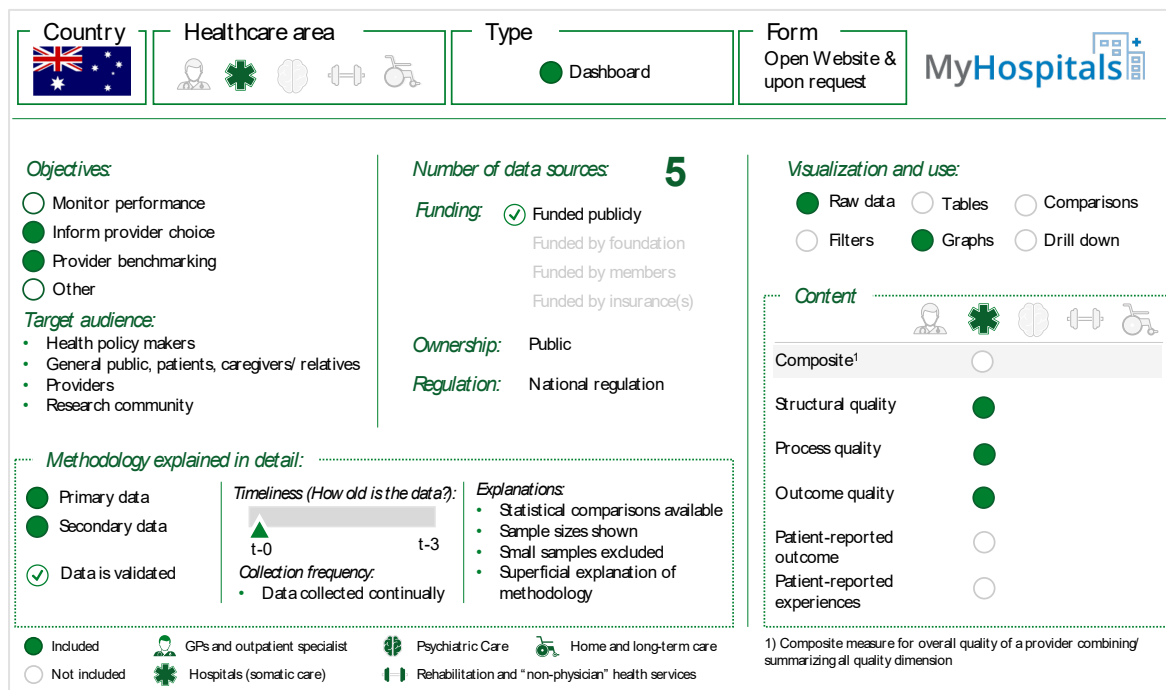 Country
Healthcare area
Type
Dashboard
Form
Open Website &
upon request
MyHospitals
Objectives:
Monitor performance
Inform provider choice
Provider benchmarking
Other
Target audience:
• Health policy makers
• General public, patients, caregivers/ relatives
• Providers
• Research community
Number of data sources: 5
Funding: Funded publicly
Funded by foundation
Funded by members
Funded by insurance(s)
Ownership: Public
Regulation: National regulation
Visualization and use:
Raw data Tables Comparisons
Filters Graphs Drill down
Content
Composite¹
Structural quality
Process quality
Outcome quality
Patient-reported
outcome
Patient-reported
experiences
Methodology explained in detail:
Primary data
Secondary data
Data is validated
Timeliness (How old is the data?):
t-0 t-3
Collection frequency:
• Data collected continually
Explanations:
• Statistical comparisons available
• Sample sizes shown
• Small samples excluded
• Superficial explanation of
methodology
Included
GPs and outpatient specialist
Psychiatric Care
Home and long-term care
Not included
Hospitals (somatic care)
Rehabilitation and “non-physician” health services
1) Composite measure for overall quality of a provider combining/
summarizing all quality dimension